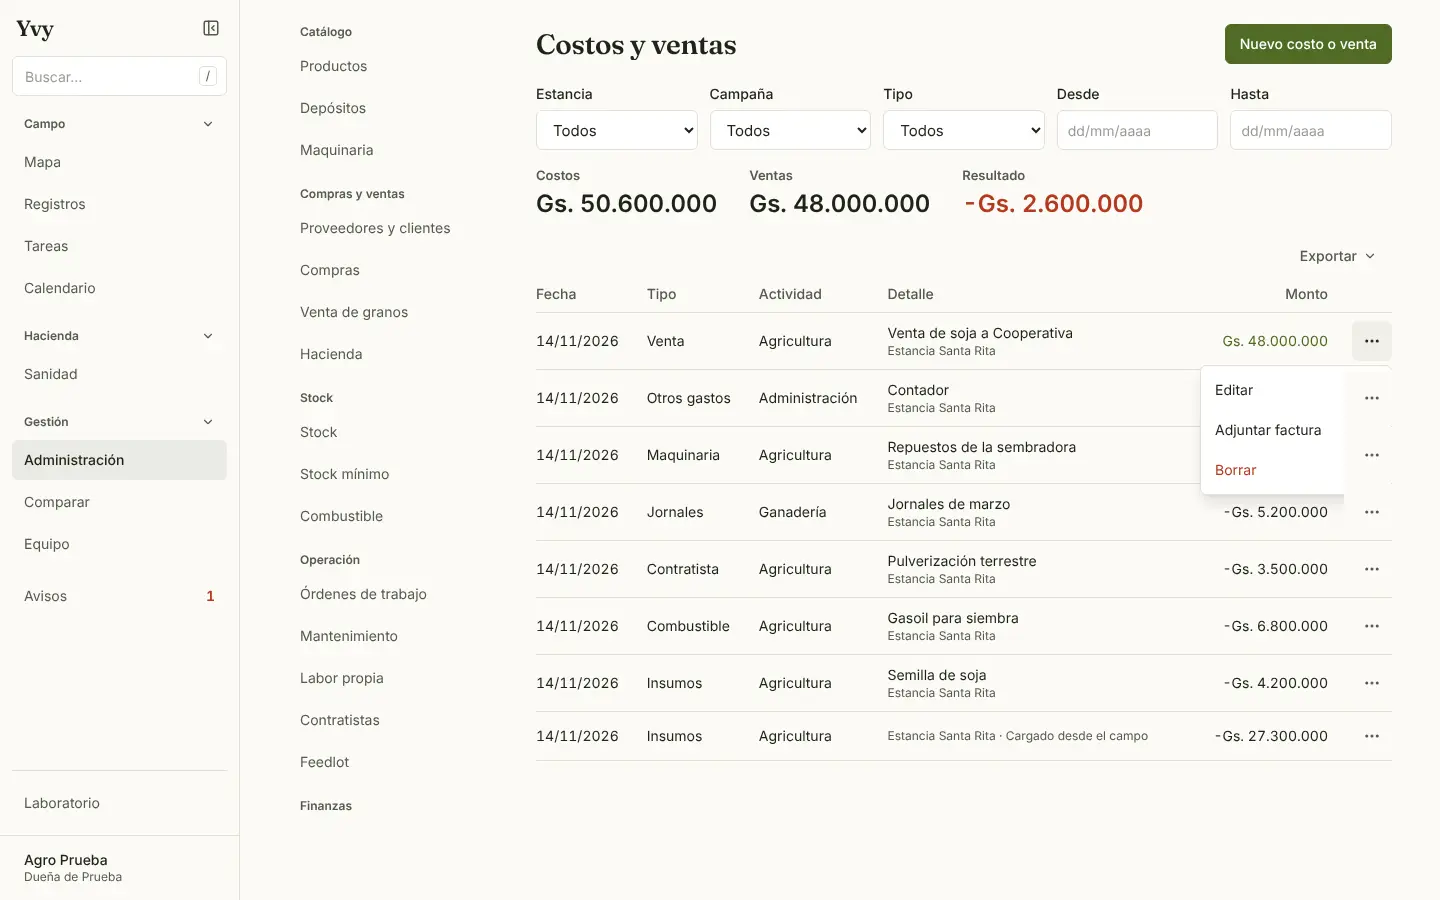 Yvy
Buscar...
/
Campo
Mapa
Registros
Tareas
Calendario
Hacienda
Sanidad
Gestión
Administración
Comparar
Equipo
Avisos 1
Laboratorio
Agro Prueba
Dueña de Prueba
Catálogo
Productos
Depósitos
Maquinaria
Compras y ventas
Proveedores y clientes
Compras
Venta de granos
Hacienda
Stock
Stock
Stock mínimo
Combustible
Operación
Órdenes de trabajo
Mantenimiento
Labor propia
Contratistas
Feedlot
Finanzas
Costos y ventas
Nuevo costo o venta
Estancia Campaña Tipo Desde Hasta
Todos Todos Todos dd/mm/aaaa dd/mm/aaaa
Costos Ventas Resultado
Gs. 50.600.000 Gs. 48.000.000 -Gs. 2.600.000
Exportar
Fecha Tipo Actividad Detalle Monto
14/11/2026 Venta Agricultura Venta de soja a Cooperativa Gs. 48.000.000 ...
Estancia Santa Rita
14/11/2026 Otros gastos Administración Contador ...
Estancia Santa Rita
14/11/2026 Maquinaria Agricultura Repuestos de la sembradora ...
Estancia Santa Rita
Editar
Adjuntar factura
Borrar
14/11/2026 Jornales Ganadería Jornales de marzo -Gs. 5.200.000 ...
Estancia Santa Rita
14/11/2026 Contratista Agricultura Pulverización terrestre -Gs. 3.500.000 ...
Estancia Santa Rita
14/11/2026 Combustible Agricultura Gasoil para siembra -Gs. 6.800.000 ...
Estancia Santa Rita
14/11/2026 Insumos Agricultura Semilla de soja -Gs. 4.200.000 ...
Estancia Santa Rita
14/11/2026 Insumos Agricultura Estancia Santa Rita · Cargado desde el campo -Gs. 27.300.000 ...